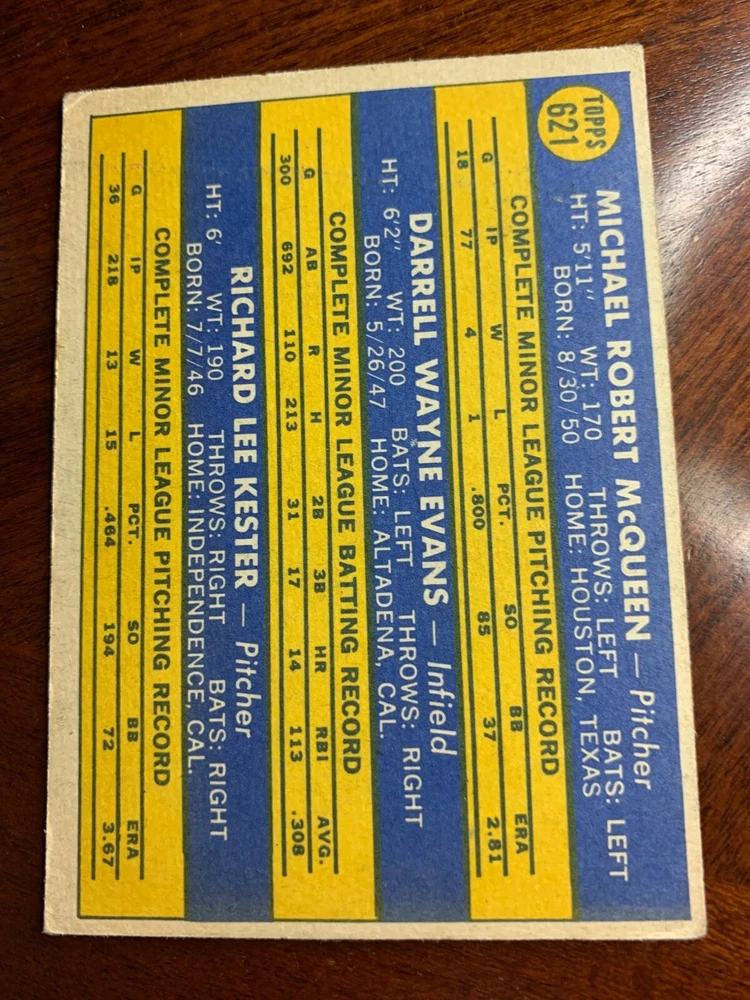 TOPPS
621
MICHAEL ROBERT McQUEEN — Pitcher
HT: 5'11" WT: 170 THROWS: LEFT BATS: LEFT
BORN: 8/30/50 HOME: HOUSTON, TEXAS
COMPLETE MINOR LEAGUE PITCHING RECORD
G IP W L PCT. SO BB ERA
18 77 4 1 .800 85 37 2.81
DARRELL WAYNE EVANS — Infield
HT: 6'2" WT: 200 BATS: LEFT THROWS: RIGHT
BORN: 5/26/47 HOME: ALTADENA, CAL.
COMPLETE MINOR LEAGUE BATTING RECORD
G AB R H 2B 3B HR RBI AVG.
300 692 110 213 31 17 14 113 .308
RICHARD LEE KESTER — Pitcher
HT: 6' WT: 190 THROWS: RIGHT BATS: RIGHT
BORN: 7/7/46 HOME: INDEPENDENCE, CAL.
COMPLETE MINOR LEAGUE PITCHING RECORD
G IP W L PCT. SO BB ERA
36 218 13 15 .464 194 72 3.67